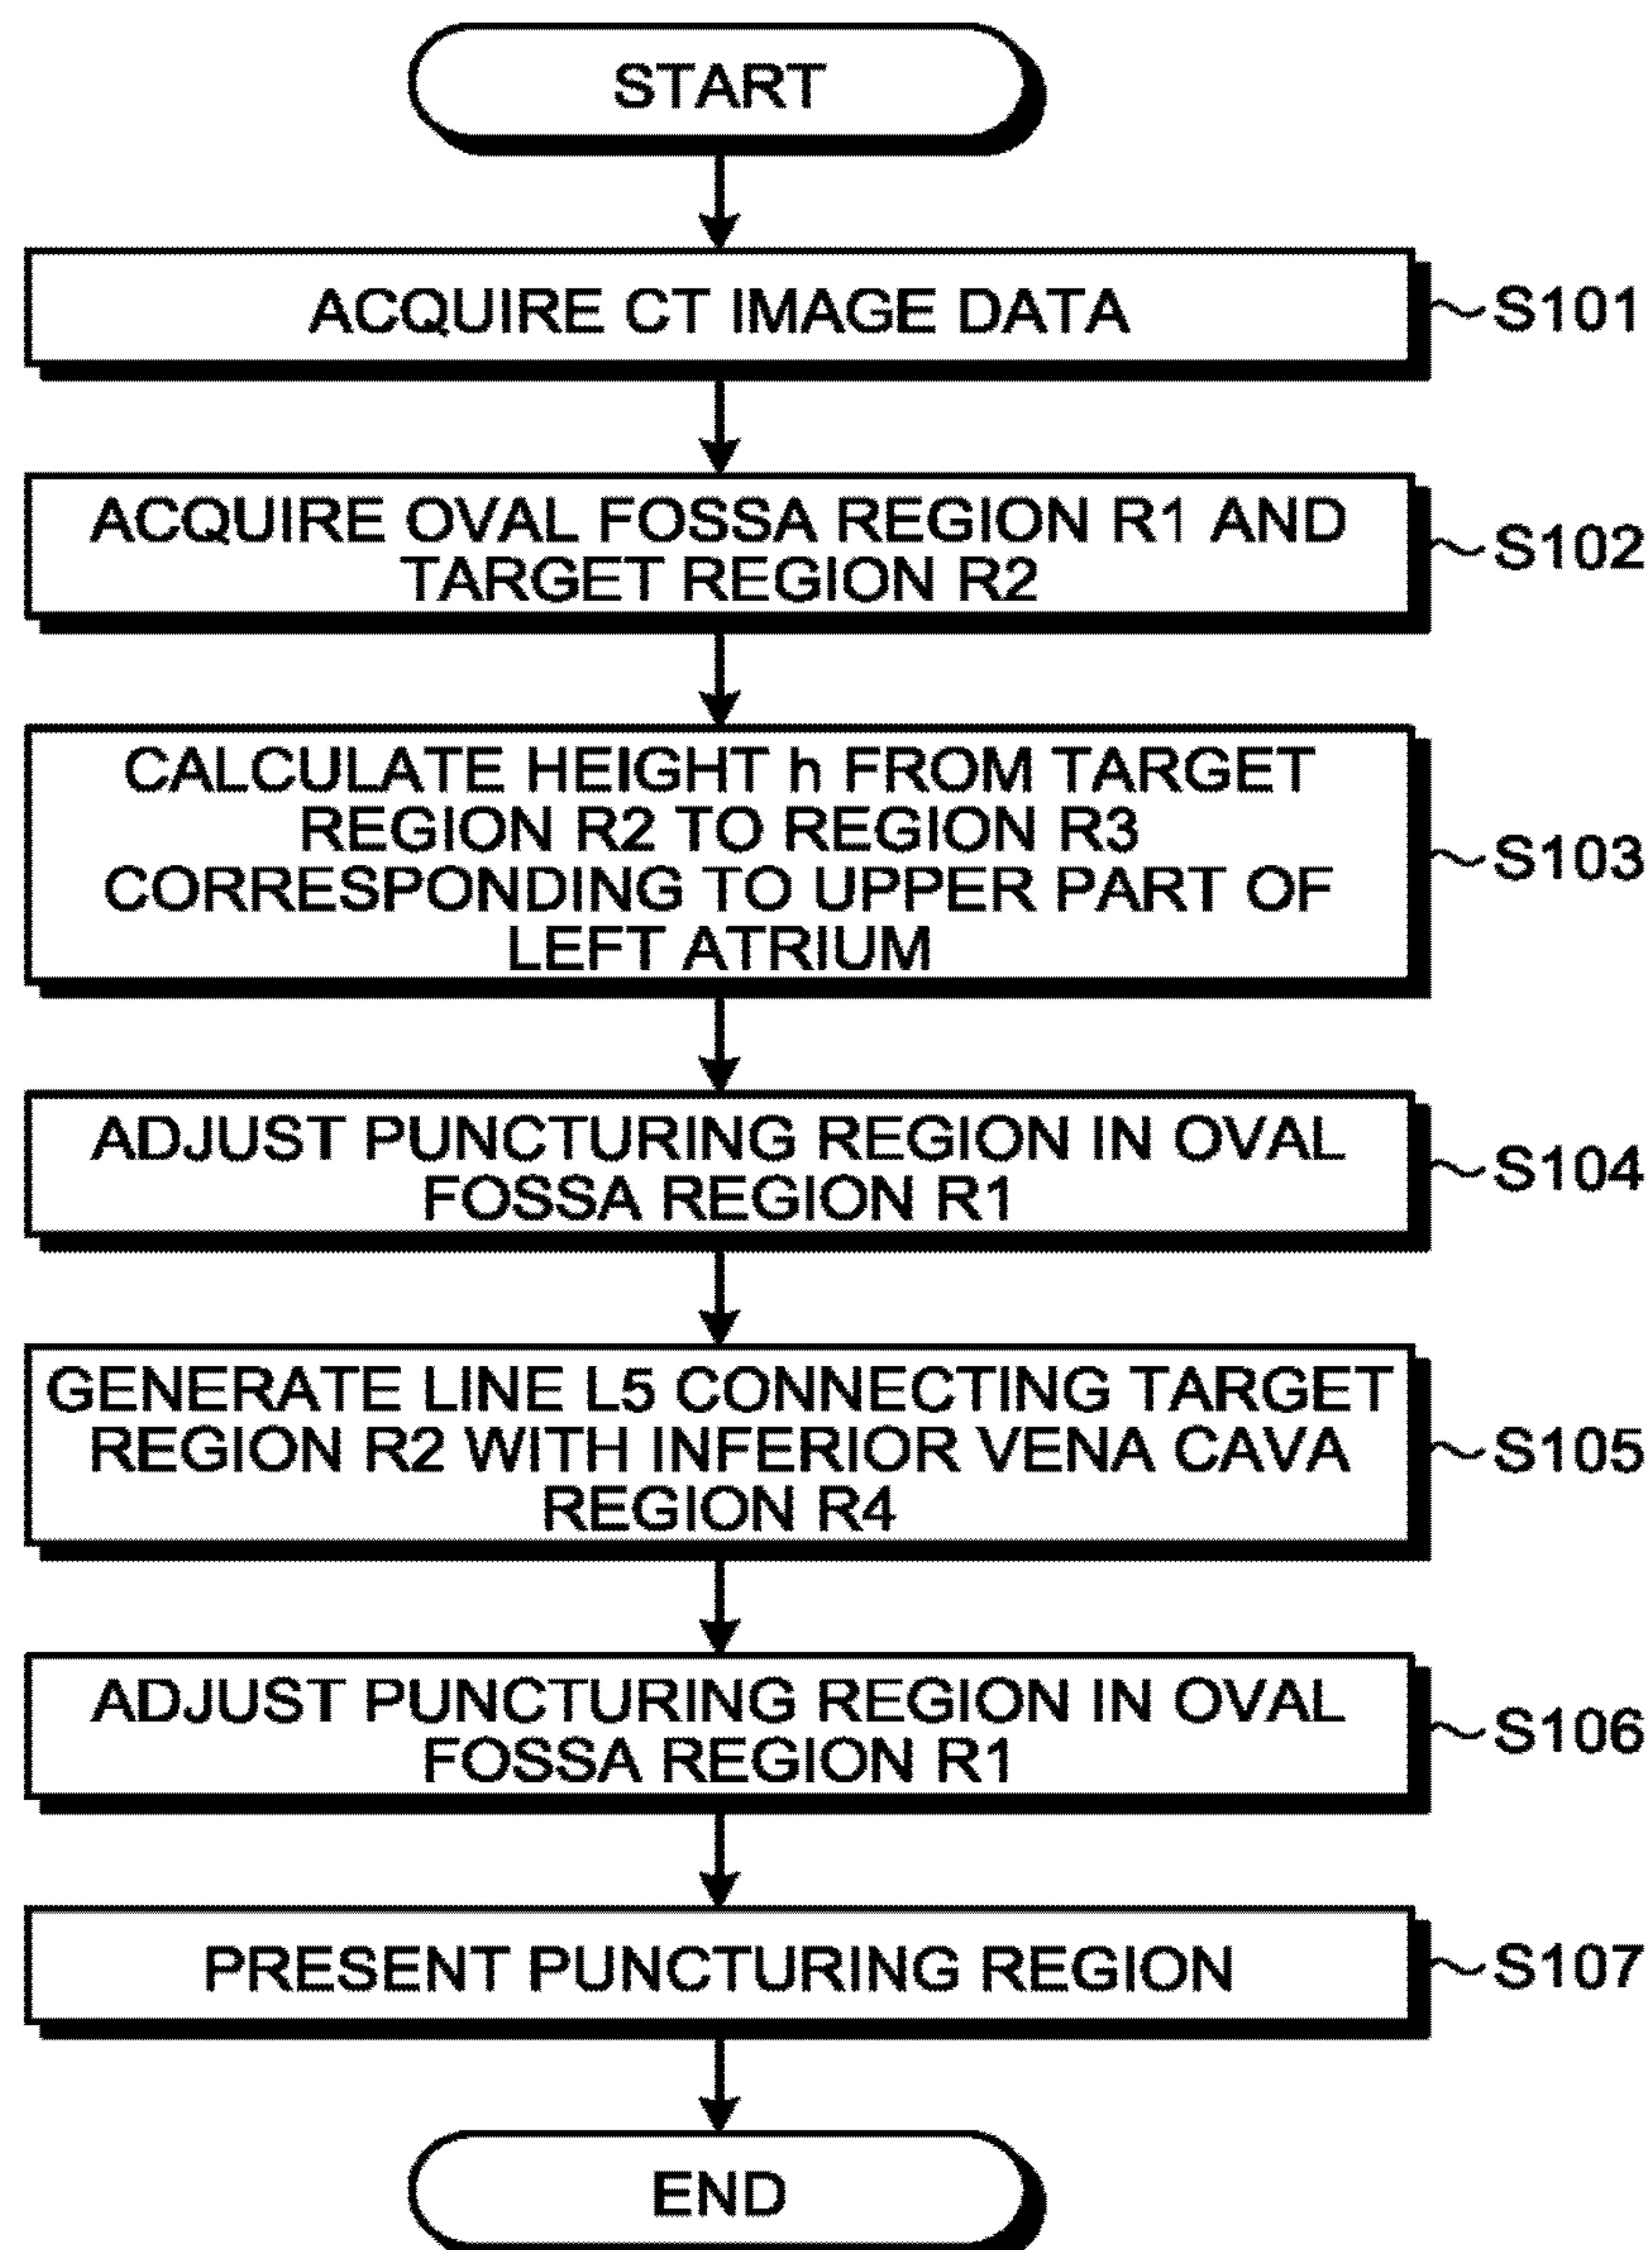 START
ACQUIRE CT IMAGE DATA
S101
ACQUIRE OVAL FOSSA REGION R1 AND
TARGET REGION R2
S102
CALCULATE HEIGHT h FROM TARGET
REGION R2 TO REGION R3
CORRESPONDING TO UPPER PART OF
LEFT ATRIUM
S103
ADJUST PUNCTURING REGION IN OVAL
FOSSA REGION R1
S104
GENERATE LINE L5 CONNECTING TARGET
REGION R2 WITH INFERIOR VENA CAVA
REGION R4
S105
ADJUST PUNCTURING REGION IN OVAL
FOSSA REGION R1
S106
PRESENT PUNCTURING REGION
S107
END